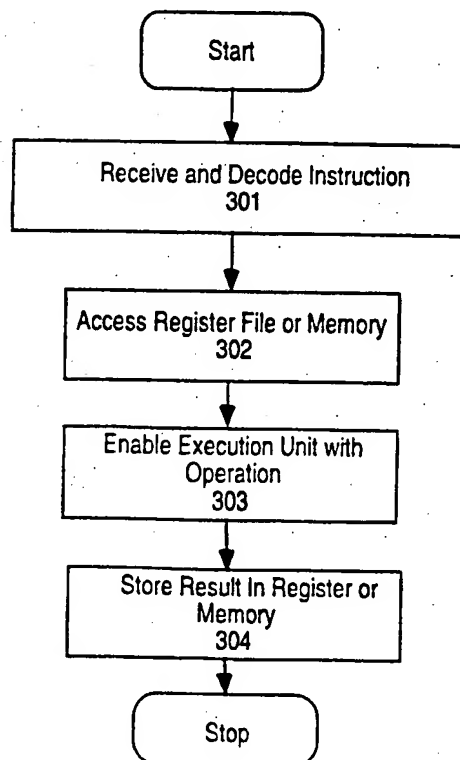 Start
Receive and Decode Instruction
301
Access Register File or Memory
302
Enable Execution Unit with
Operation
303
Store Result In Register or
Memory
304
Stop